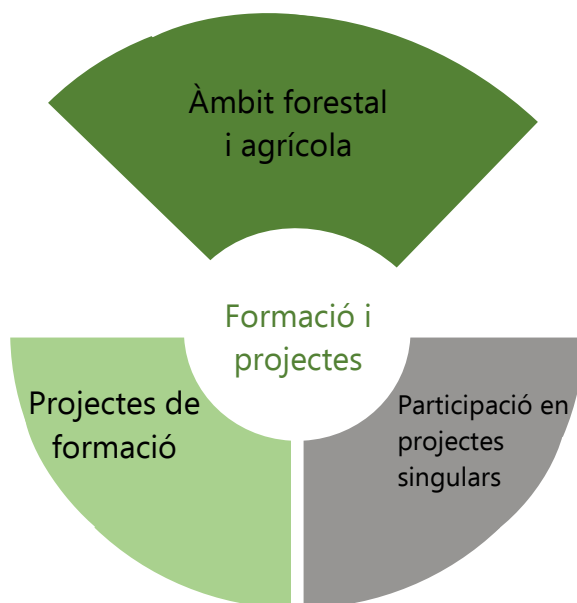 Àmbit forestal
i agrícola
Formació i
projectes
Projectes de
formació
Participació en
projectes
singulars